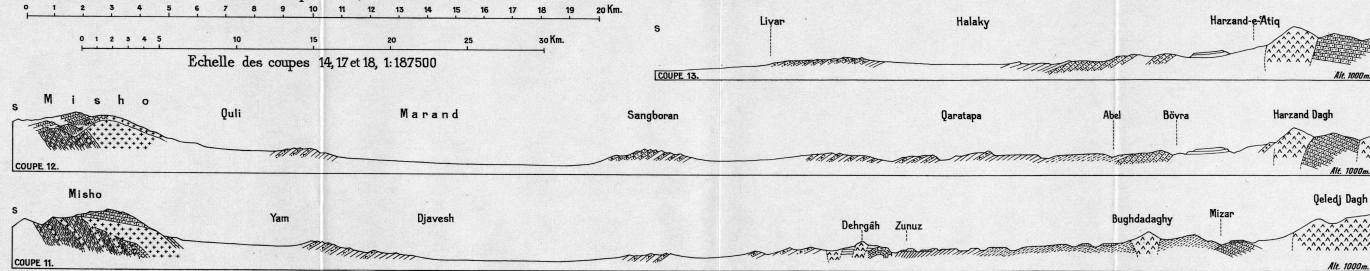 0 1 2 3 4 5 6 7 8 9 10 11 12 13 14 15 16 17 18 19 20 Km.
0 1 2 3 4 5 10 15 20 25 30 Km.
Echelle des coupes 14, 17 et 18, 1:187500
S Livar Halaky Harzand-e-Atiq
COUPE 13. Alt. 1000m.
S Misho Quli Marand Sangboran Qaratapa Abel Bövra Harzand Dagh
COUPE 12. Alt. 1000m.
S Misho Yam Djavesh Dehrgâh Zunuz Bughdadaghy Mizar Qeledj Dagh
COUPE 11. Alt. 1000m.